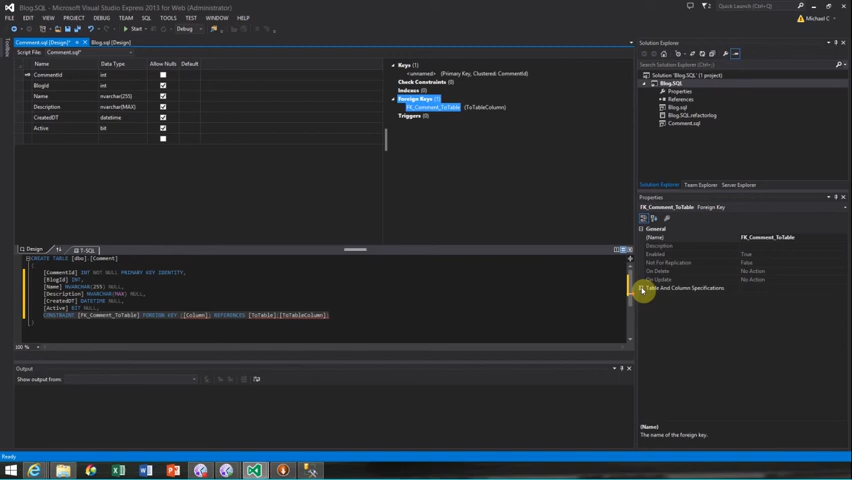 Blog.SQL - Microsoft Visual Studio Express 2013 for Web (Administrator)
2
Quick Launch (Ctrl+Q)
FILE EDIT VIEW PROJECT BUILD DEBUG TEAM SQL TOOLS TEST WINDOW HELP
Michael C
Start
Debug
Toolbox
Comment.sql [Design]*
Blog.sql [Design]
Script File: Comment.sql*
Name Data Type Allow Nulls Default
CommentId int
BlogId int
Name nvarchar(255)
Description nvarchar(MAX)
CreatedDT datetime
Active bit
Keys (1)
<unnamed> (Primary Key, Clustered: CommentId)
Check Constraints (0)
Indexes (0)
Foreign Keys (1)
FK_Comment_ToTable (ToTableColumn)
Triggers (0)
Design T-SQL
CREATE TABLE [dbo].[Comment]
(
[CommentId] INT NOT NULL PRIMARY KEY IDENTITY,
[BlogId] INT,
[Name] NVARCHAR(255) NULL,
[Description] NVARCHAR(MAX) NULL,
[CreatedDT] DATETIME NULL,
[Active] BIT NULL,
CONSTRAINT [FK_Comment_ToTable] FOREIGN KEY ([Column]) REFERENCES [ToTable]([ToTableColumn])
)
100 %
Output
Show output from:
Solution Explorer
Search Solution Explorer (Ctrl+;)
Solution 'Blog.SQL' (1 project)
Blog.SQL
Properties
References
Blog.sql
Blog.SQL.refactorlog
Comment.sql
Solution Explorer Team Explorer Server Explorer
Properties
FK_Comment_ToTable Foreign Key
General
(Name) FK_Comment_ToTable
Description
Enabled True
Not For Replication False
On Delete No Action
On Update No Action
Table And Column Specifications
(Name)
The name of the foreign key.
Ready